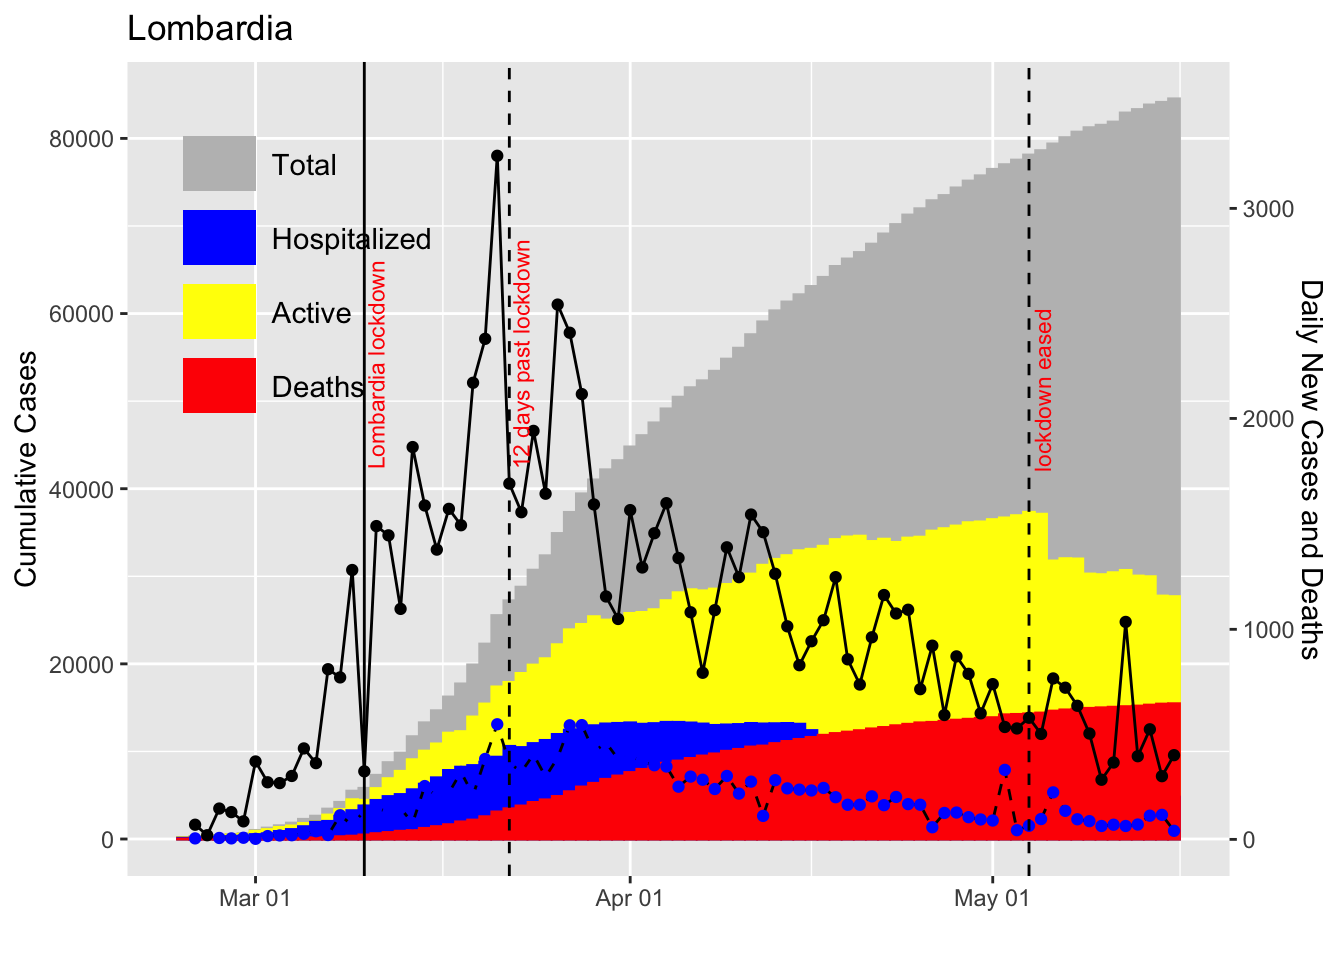 Lombardia
Cumulative Cases
80000
60000
40000
20000
0
Total
Hospitalized
Active
Deaths
Lombardia lockdown
12 days past lockdown
lockdown eased
3000
2000
1000
0
Daily New Cases and Deaths
Mar 01
Apr 01
May 01